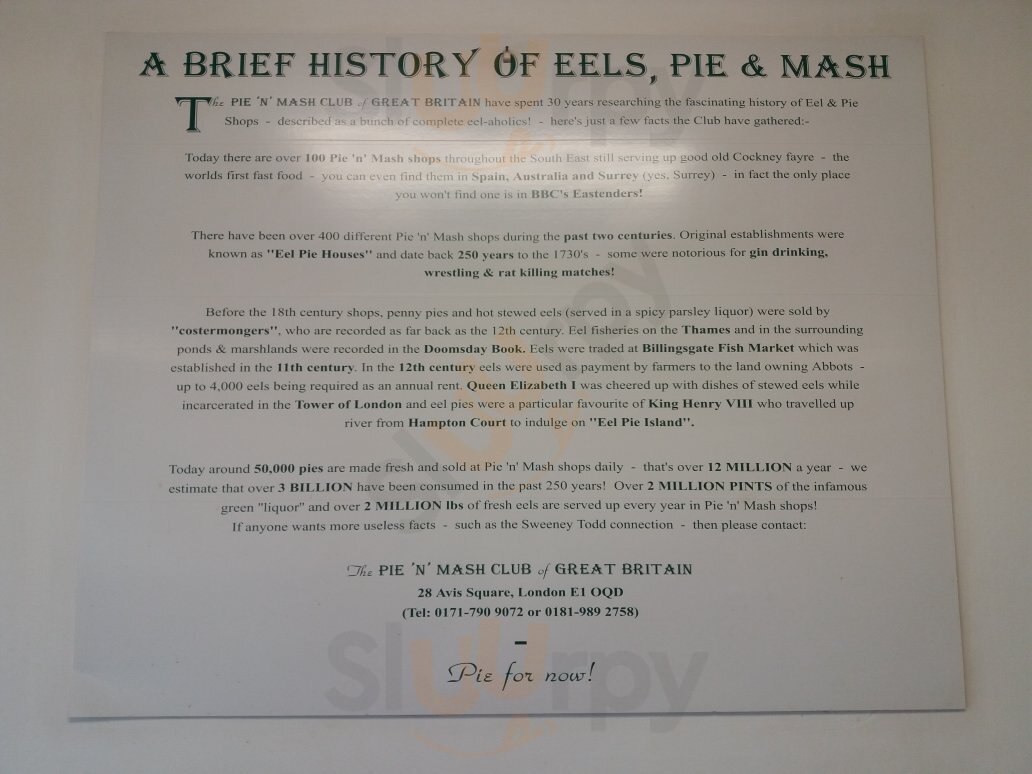 A BRIEF HISTORY OF EELS, PIE & MASH
The PIE 'N' MASH CLUB of GREAT BRITAIN have spent 30 years researching the fascinating history of Eel & Pie
Shops - described as a bunch of complete eel-aholics! - here's just a few facts the Club have gathered:-
Today there are over 100 Pie 'n' Mash shops throughout the South East still serving up good old Cockney fayre - the
worlds first fast food - you can even find them in Spain, Australia and Surrey (yes, Surrey) - in fact the only place
you won't find one is in BBC's Eastenders!
There have been over 400 different Pie 'n' Mash shops during the past two centuries. Original establishments were
known as "Eel Pie Houses" and date back 250 years to the 1730's - some were notorious for gin drinking,
wrestling & rat killing matches!
Before the 18th century shops, penny pies and hot stewed eels (served in a spicy parsley liquor) were sold by
"costermongers", who are recorded as far back as the 12th century. Eel fisheries on the Thames and in the surrounding
ponds & marshlands were recorded in the Doomsday Book. Eels were traded at Billingsgate Fish Market which was
established in the 11th century. In the 12th century eels were used as payment by farmers to the land owning Abbots -
up to 4,000 eels being required as an annual rent. Queen Elizabeth I was cheered up with dishes of stewed eels while
incarcerated in the Tower of London and eel pies were a particular favourite of King Henry VIII who travelled up
river from Hampton Court to indulge on "Eel Pie Island".
Today around 50,000 pies are made fresh and sold at Pie 'n' Mash shops daily - that's over 12 MILLION a year - we
estimate that over 3 BILLION have been consumed in the past 250 years! Over 2 MILLION PINTS of the infamous
green "liquor" and over 2 MILLION lbs of fresh eels are served up every year in Pie 'n' Mash shops!
If anyone wants more useless facts - such as the Sweeney Todd connection - then please contact:
The PIE 'N' MASH CLUB of GREAT BRITAIN
28 Avis Square, London E1 OQD
(Tel: 0171-790 9072 or 0181-989 2758)
-
Pie for now!
Sluurpy
Sluurpy
Sluurpy